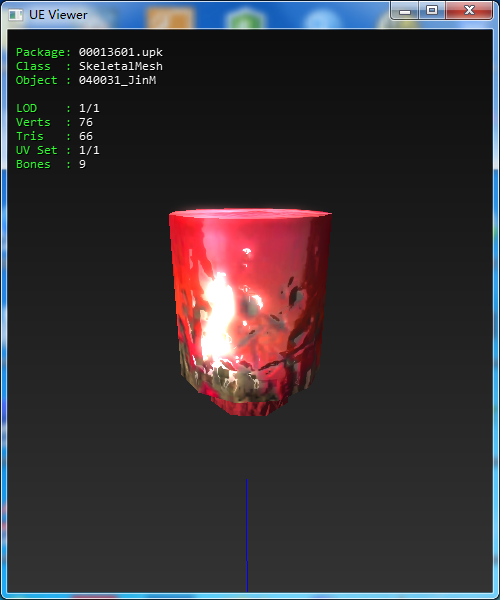 UE Viewer
Package: 00013601.upk
Class : SkeletalMesh
Object : 040031_JinM
LOD : 1/1
Verts : 76
Tris : 66
UV Set : 1/1
Bones : 9